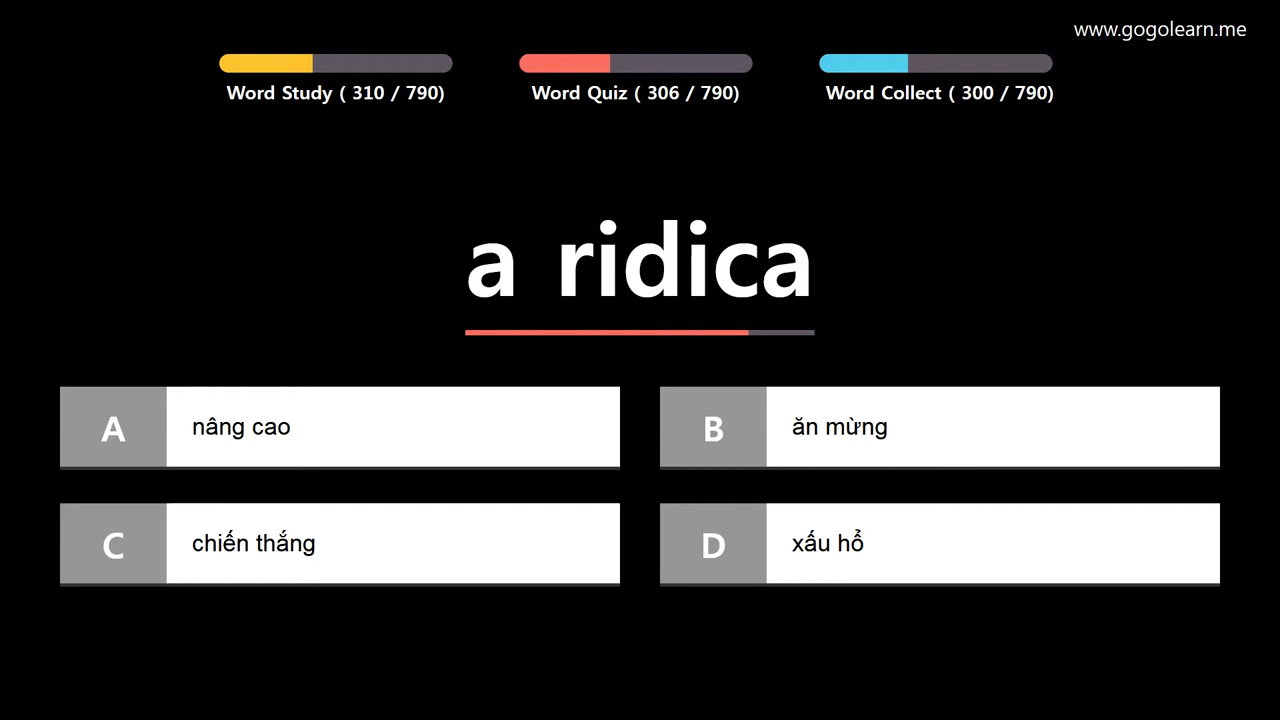 www.gogolearn.me
Word Study ( 310 / 790)
Word Quiz ( 306 / 790)
Word Collect ( 300 / 790)
a ridica
A nâng cao
B ăn mừng
C chiến thắng
D xấu hổ